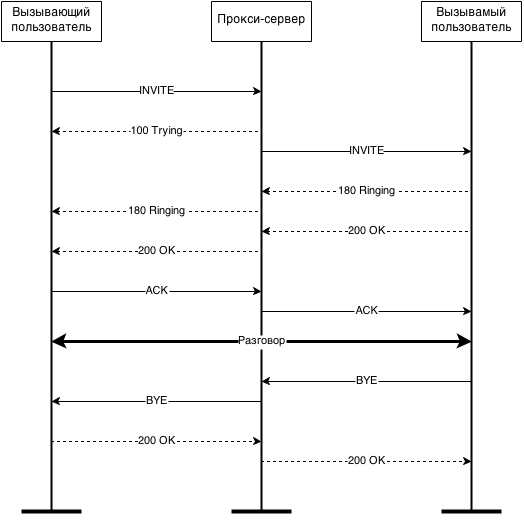 Вызывающий
пользователь
Прокси-сервер
Вызывамый
пользователь
INVITE
100 Trying
INVITE
180 Ringing
180 Ringing
200 OK
200 OK
ACK
ACK
Разговор
BYE
BYE
200 OK
200 OK